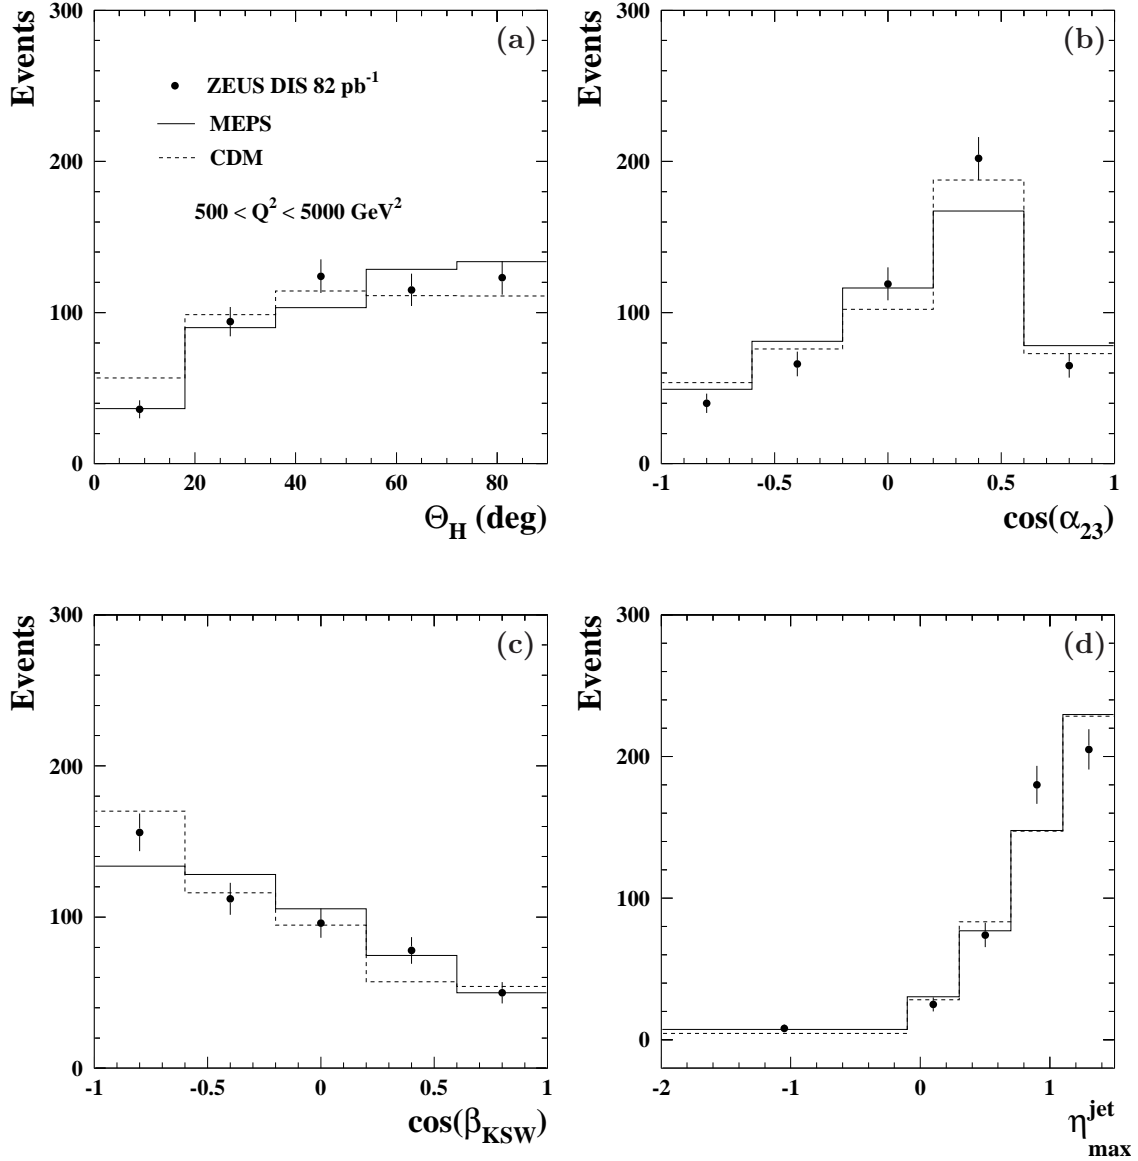 Events
300
200
100
0
(a)
ZEUS DIS 82 pb⁻¹
MEPS
CDM
500 < Q² < 5000 GeV²
0 20 40 60 80
Θ_H (deg)
Events
300
200
100
0
(b)
-1 -0.5 0 0.5 1
cos(α₂₃)
Events
300
200
100
0
(c)
-1 -0.5 0 0.5 1
cos(β_KSW)
Events
300
200
100
0
(d)
-2 -1 0 1
η^jet_max